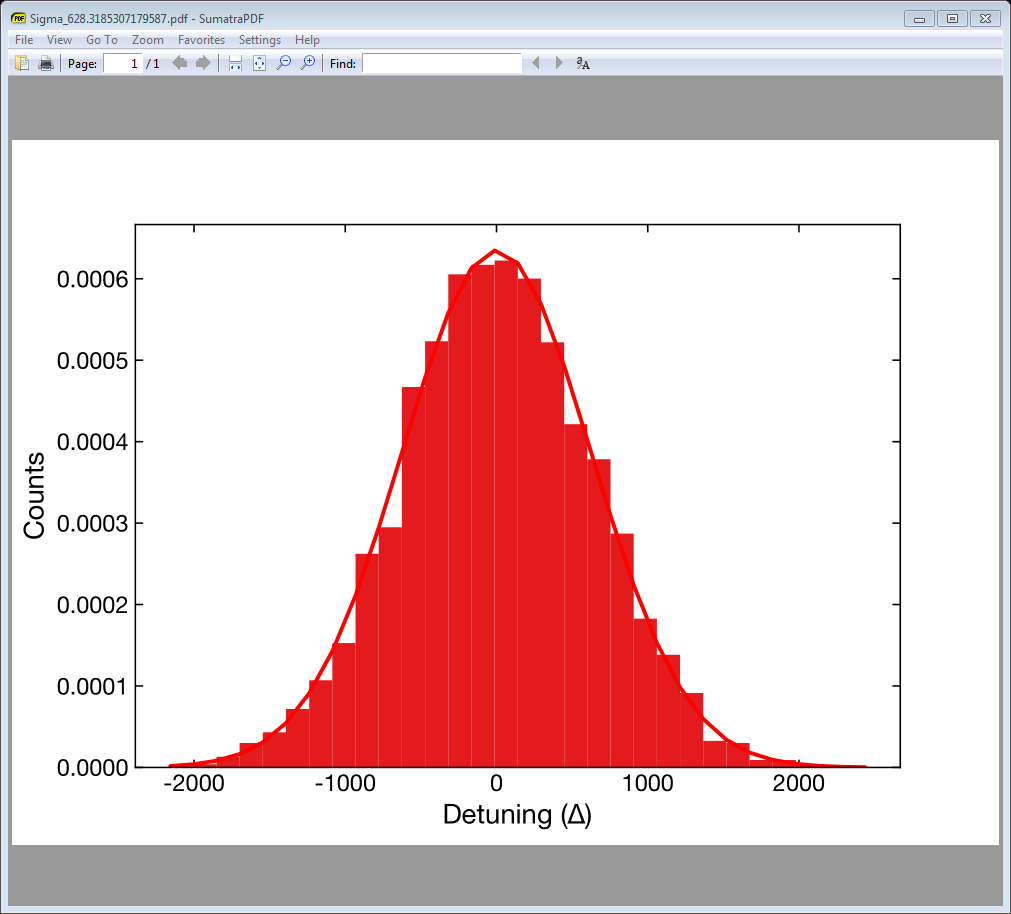 Sigma_628.3185307179587.pdf - SumatraPDF
File View Go To Zoom Favorites Settings Help
Page: 1 / 1 Find:
0.0006
0.0005
0.0004
0.0003
0.0002
0.0001
0.0000
Counts
-2000 -1000 0 1000 2000
Detuning (Δ)